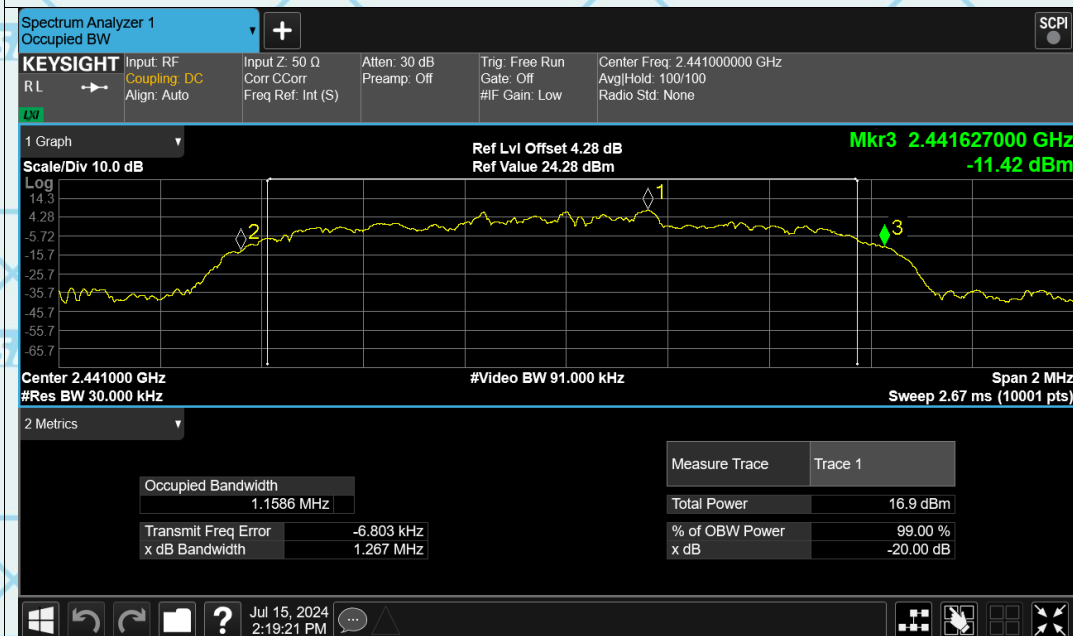 Spectrum Analyzer 1
Occupied BW
SCPI
KEYSIGHT
R L
LXI
Input: RF
Coupling: DC
Align: Auto
Input Z: 50 Ω
Corr CCorr
Freq Ref: Int (S)
Atten: 30 dB
Preamp: Off
Trig: Free Run
Gate: Off
#IF Gain: Low
Center Freq: 2.441000000 GHz
Avg|Hold: 100/100
Radio Std: None
1 Graph
Scale/Div 10.0 dB
Ref Lvl Offset 4.28 dB
Ref Value 24.28 dBm
Mkr3 2.441627000 GHz
-11.42 dBm
Log
14.3
4.28
-5.72
-15.7
-25.7
-35.7
-45.7
-55.7
-65.7
1
2
3
Center 2.441000 GHz
#Video BW 91.000 kHz
Span 2 MHz
#Res BW 30.000 kHz
Sweep 2.67 ms (10001 pts)
2 Metrics
Measure Trace Trace 1
Occupied Bandwidth
1.1586 MHz
Total Power 16.9 dBm
Transmit Freq Error -6.803 kHz
% of OBW Power 99.00 %
x dB Bandwidth 1.267 MHz
x dB -20.00 dB
Jul 15, 2024
2:19:21 PM